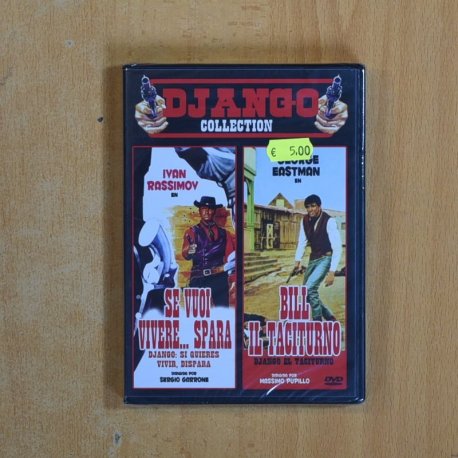 DJANGO
COLLECTION
€ 5,00
IVAN
RASSIMOV
EN
SE VUOI
VIVERE... SPARA
DJANGO: SI QUIERES
VIVIR, DISPARA
DIRIGIDA POR
SERGIO GARRONE
GEORGE
EASTMAN
EN
BILL
IL TACITURNO
DJANGO EL TACITURNO
DIRIGIDA POR
MASSIMO PUPILLO
DVD